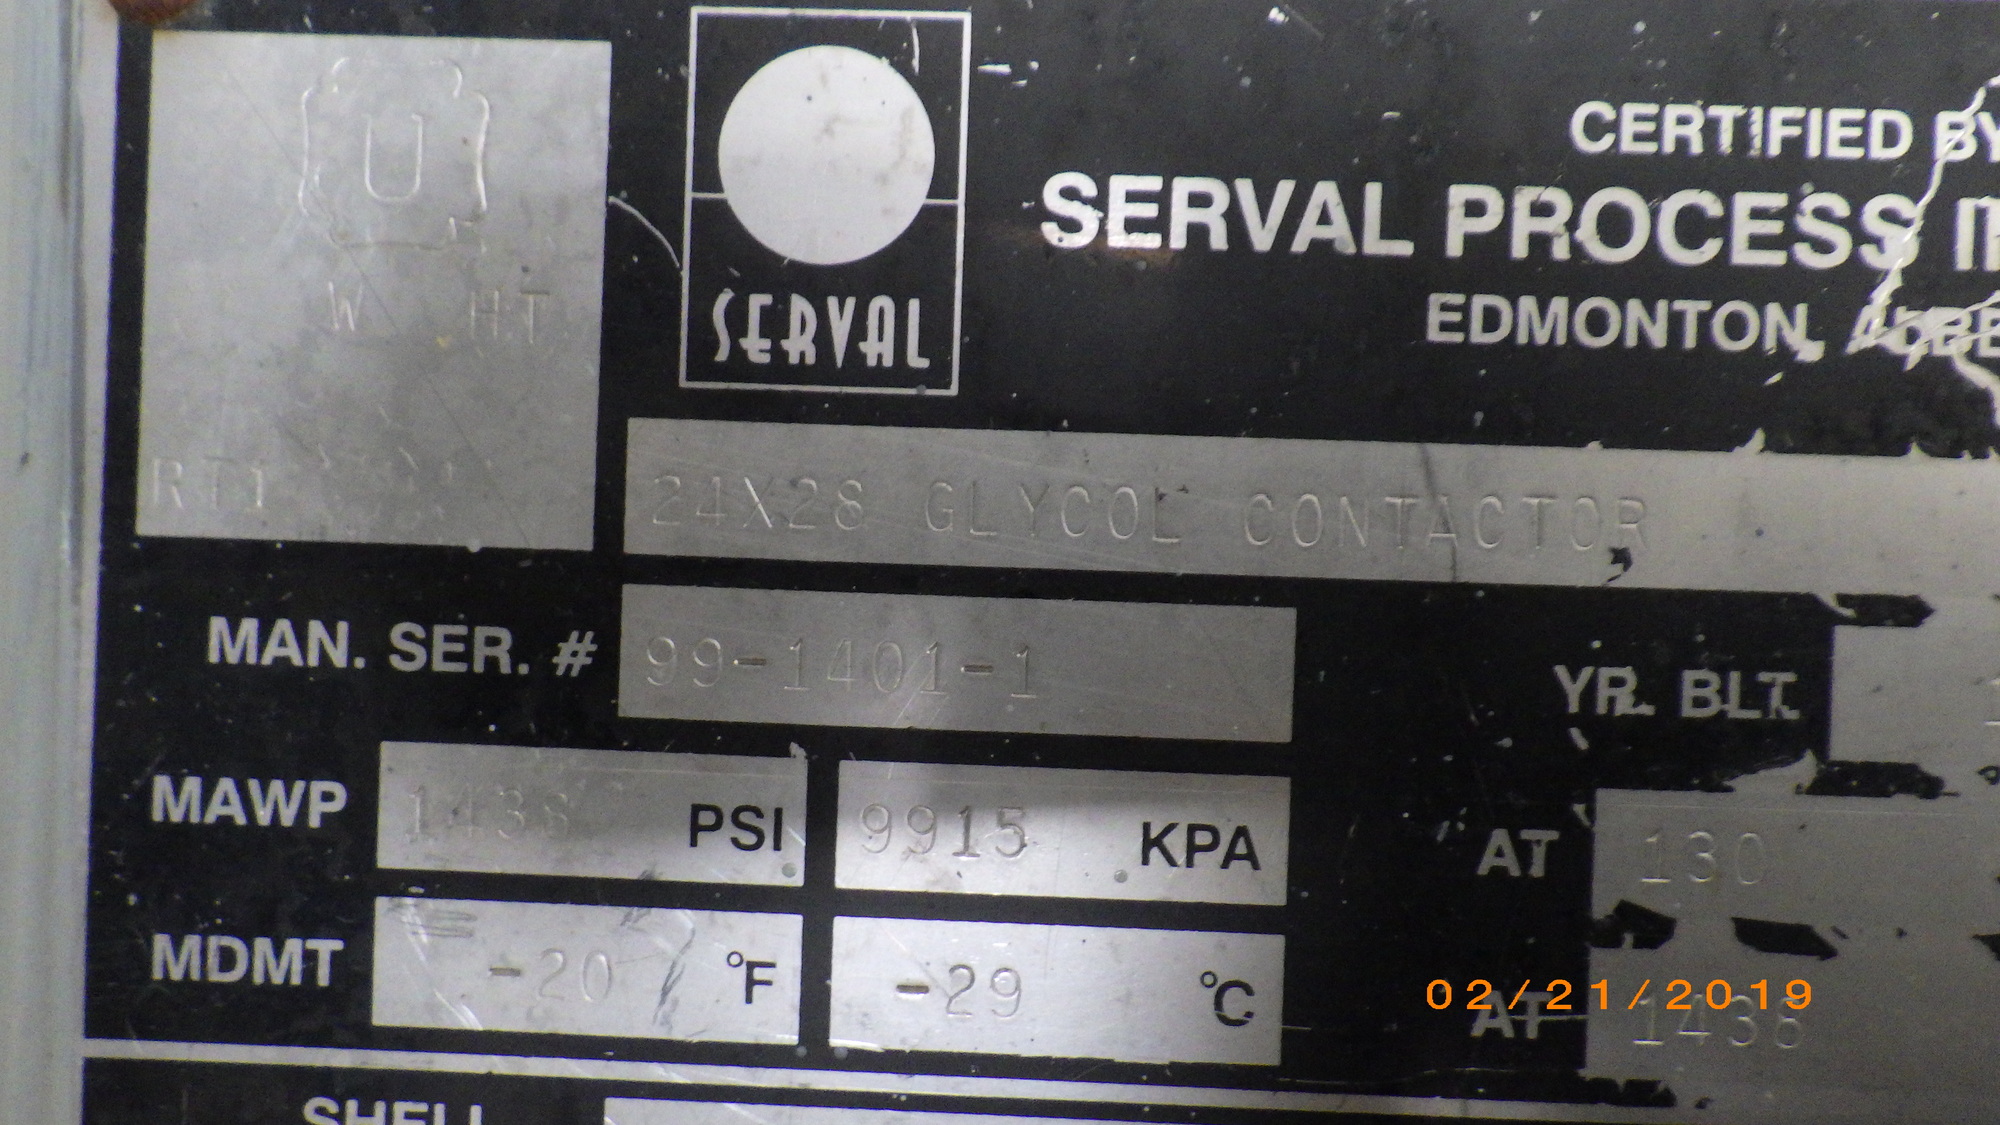 U
W HT
RT1
SERVAL
CERTIFIED BY
SERVAL PROCESS
EDMONTON,
24X28 GLYCOL CONTACTOR
MAN. SER. # 99-1401-1
YR. BLT.
MAWP 1438 PSI 9915 KPA AT 130
MDMT -20 °F -29 °C AT 1438
02/21/2019
SHELL